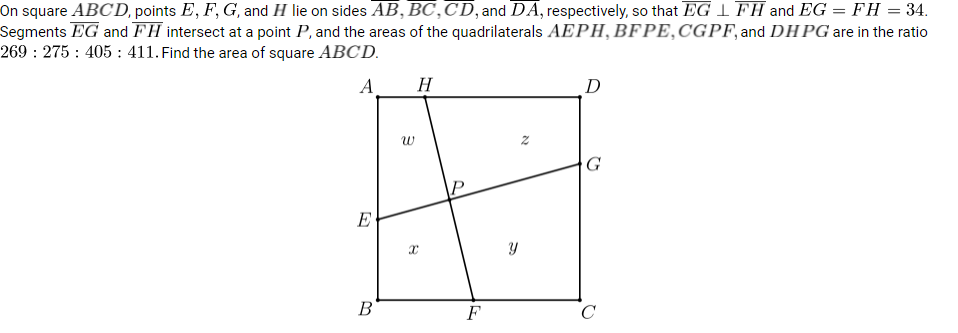 On square ABCD, points E, F, G, and H lie on sides AB, BC, CD, and DA, respectively, so that EG ⊥ FH and EG = FH = 34.
Segments EG and FH intersect at a point P, and the areas of the quadrilaterals AEPH, BFPE, CGPF, and DHPG are in the ratio
269 : 275 : 405 : 411. Find the area of square ABCD.
A H D
w z
G
P
E
x y
B F C